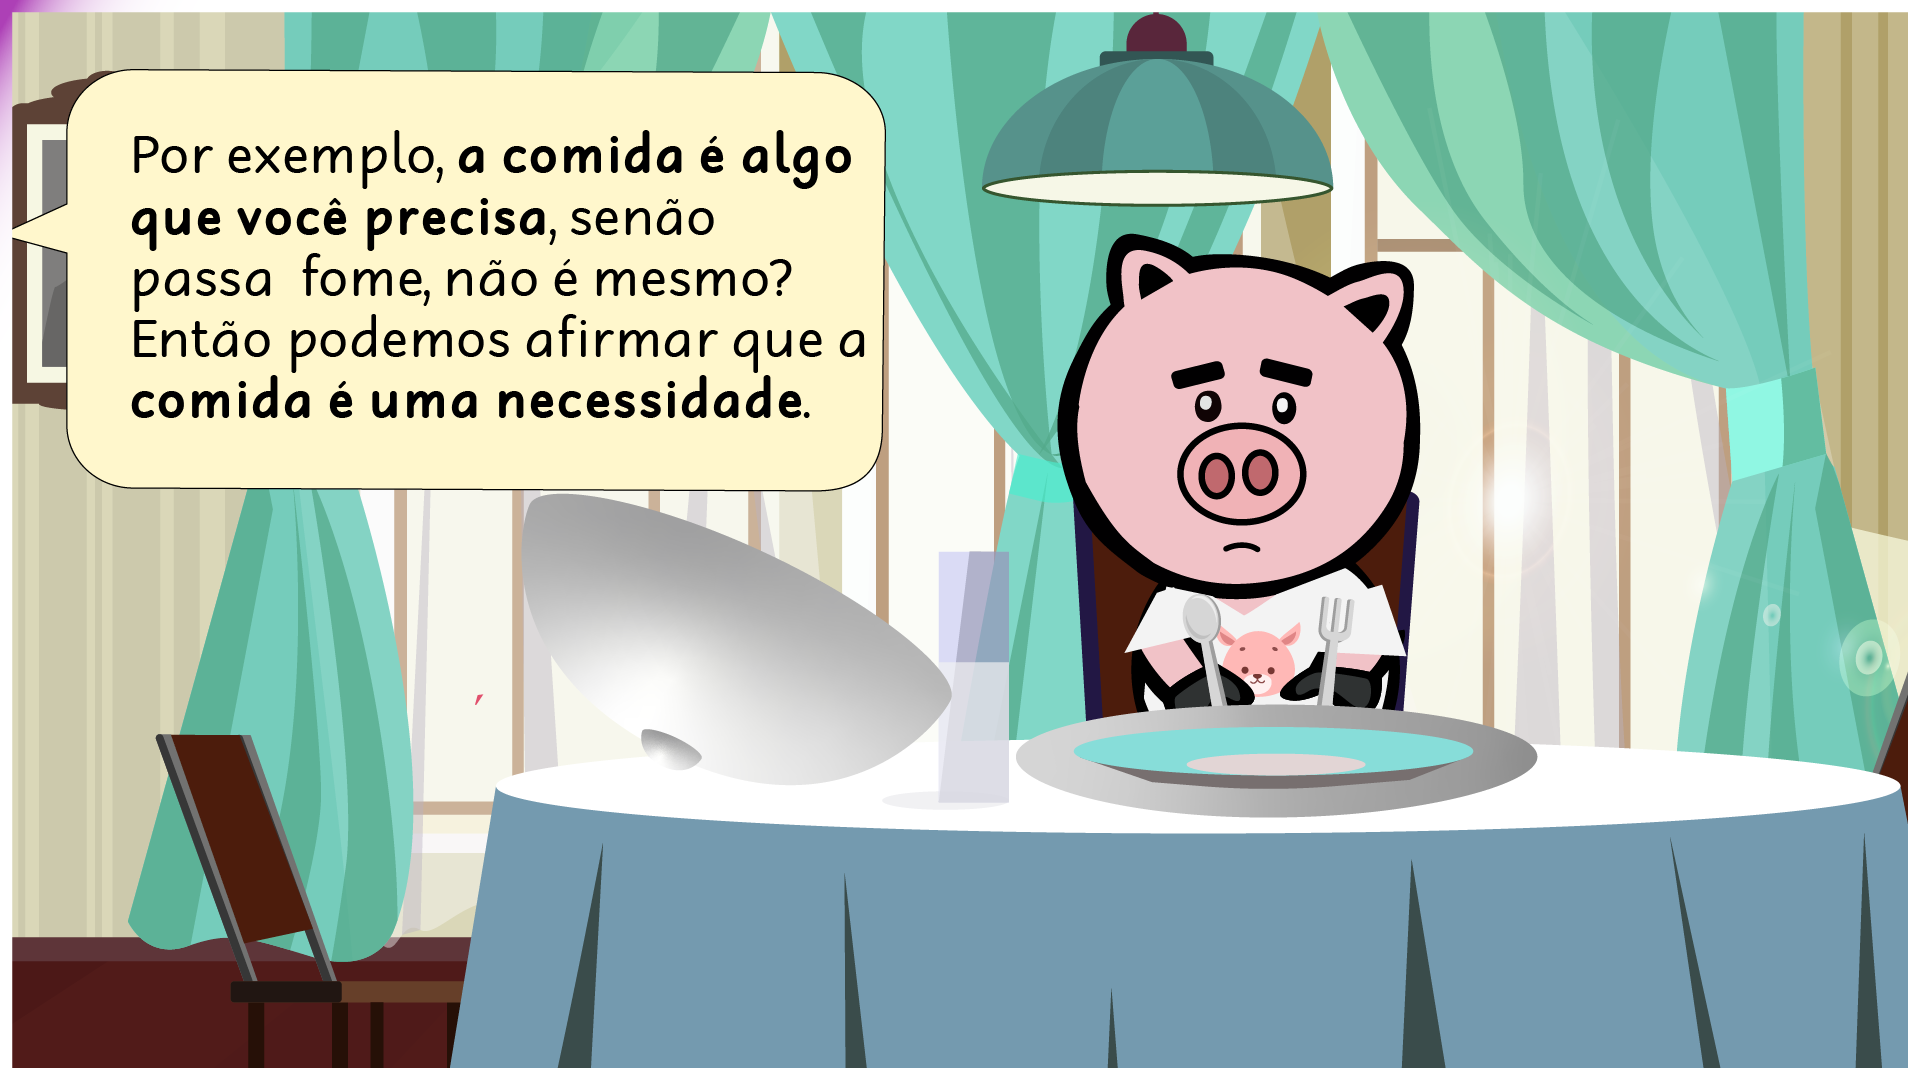 Por exemplo, a comida é algo
que você precisa, senão
passa  fome, não é mesmo?
Então podemos afirmar que a
comida é uma necessidade.